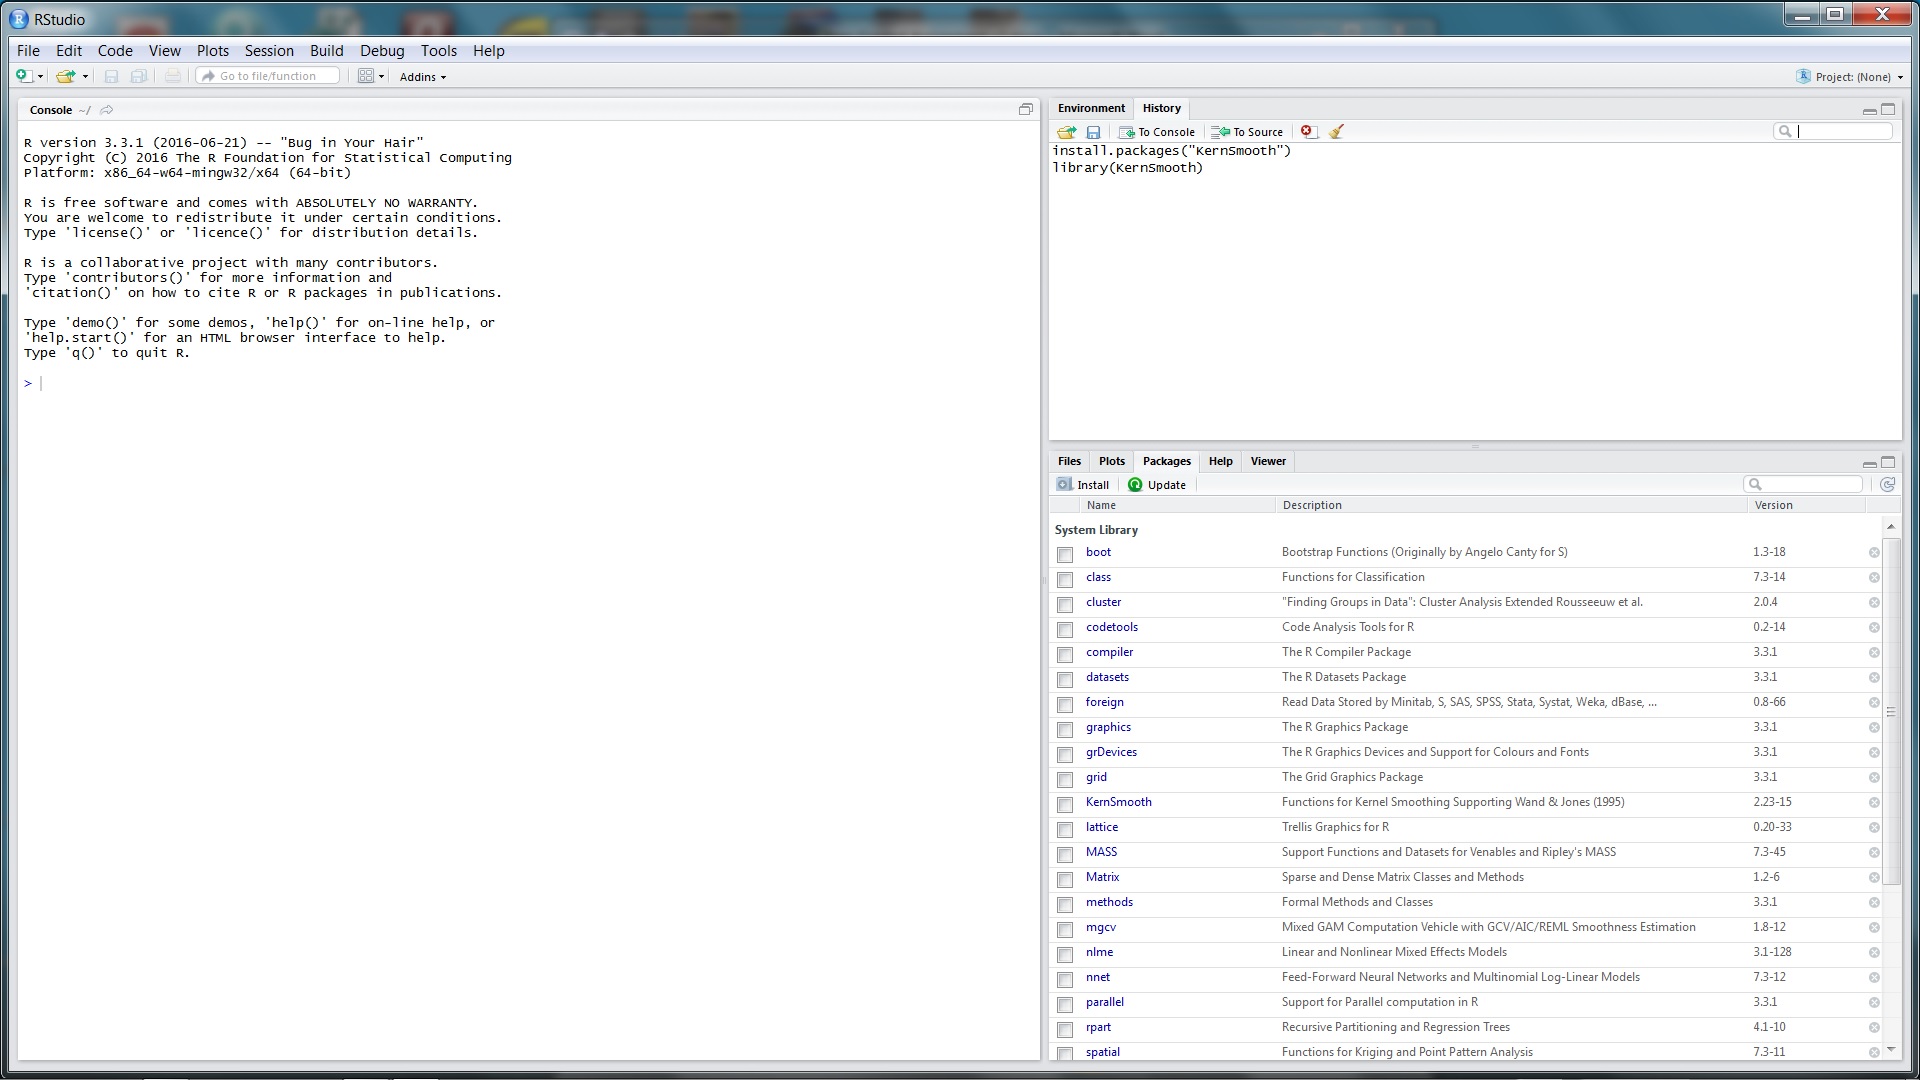 RStudio
File Edit Code View Plots Session Build Debug Tools Help
Go to file/function Addins Project: (None)
Console ~/
R version 3.3.1 (2016-06-21) -- "Bug in Your Hair"
Copyright (C) 2016 The R Foundation for Statistical Computing
Platform: x86_64-w64-mingw32/x64 (64-bit)
R is free software and comes with ABSOLUTELY NO WARRANTY.
You are welcome to redistribute it under certain conditions.
Type 'license()' or 'licence()' for distribution details.
R is a collaborative project with many contributors.
Type 'contributors()' for more information and
'citation()' on how to cite R or R packages in publications.
Type 'demo()' for some demos, 'help()' for on-line help, or
'help.start()' for an HTML browser interface to help.
Type 'q()' to quit R.
>
Environment History
To Console To Source
install.packages("KernSmooth")
library(KernSmooth)
Files Plots Packages Help Viewer
Install Update
Name Description Version
System Library
boot Bootstrap Functions (Originally by Angelo Canty for S) 1.3-18
class Functions for Classification 7.3-14
cluster "Finding Groups in Data": Cluster Analysis Extended Rousseeuw et al. 2.0.4
codetools Code Analysis Tools for R 0.2-14
compiler The R Compiler Package 3.3.1
datasets The R Datasets Package 3.3.1
foreign Read Data Stored by Minitab, S, SAS, SPSS, Stata, Systat, Weka, dBase, ... 0.8-66
graphics The R Graphics Package 3.3.1
grDevices The R Graphics Devices and Support for Colours and Fonts 3.3.1
grid The Grid Graphics Package 3.3.1
KernSmooth Functions for Kernel Smoothing Supporting Wand & Jones (1995) 2.23-15
lattice Trellis Graphics for R 0.20-33
MASS Support Functions and Datasets for Venables and Ripley's MASS 7.3-45
Matrix Sparse and Dense Matrix Classes and Methods 1.2-6
methods Formal Methods and Classes 3.3.1
mgcv Mixed GAM Computation Vehicle with GCV/AIC/REML Smoothness Estimation 1.8-12
nlme Linear and Nonlinear Mixed Effects Models 3.1-128
nnet Feed-Forward Neural Networks and Multinomial Log-Linear Models 7.3-12
parallel Support for Parallel computation in R 3.3.1
rpart Recursive Partitioning and Regression Trees 4.1-10
spatial Functions for Kriging and Point Pattern Analysis 7.3-11